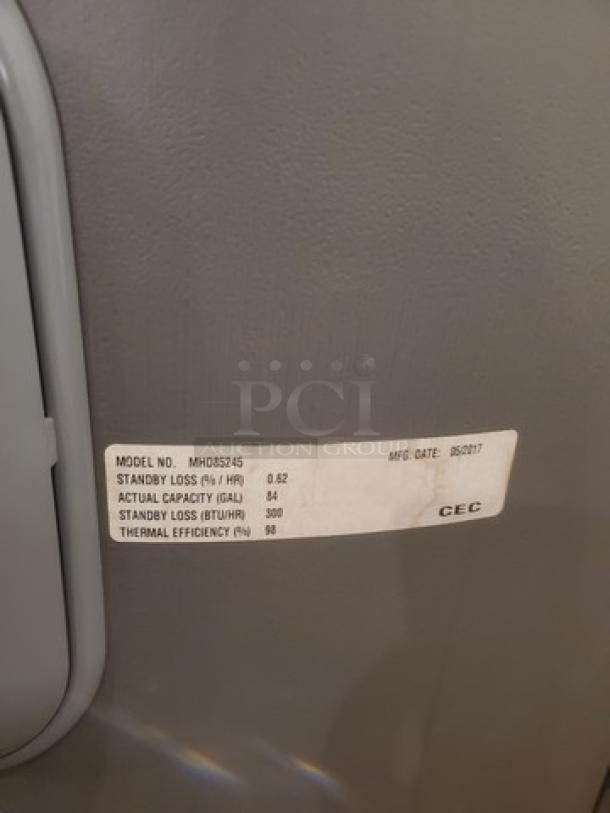 PCI
AUCTION GROUP
MODEL NO. MHD85245 MFG. DATE: 05/2017
STANDBY LOSS (% / HR) 0.62
ACTUAL CAPACITY (GAL) 84
STANDBY LOSS (BTU/HR) 300
THERMAL EFFICIENCY (%) 98
CEC